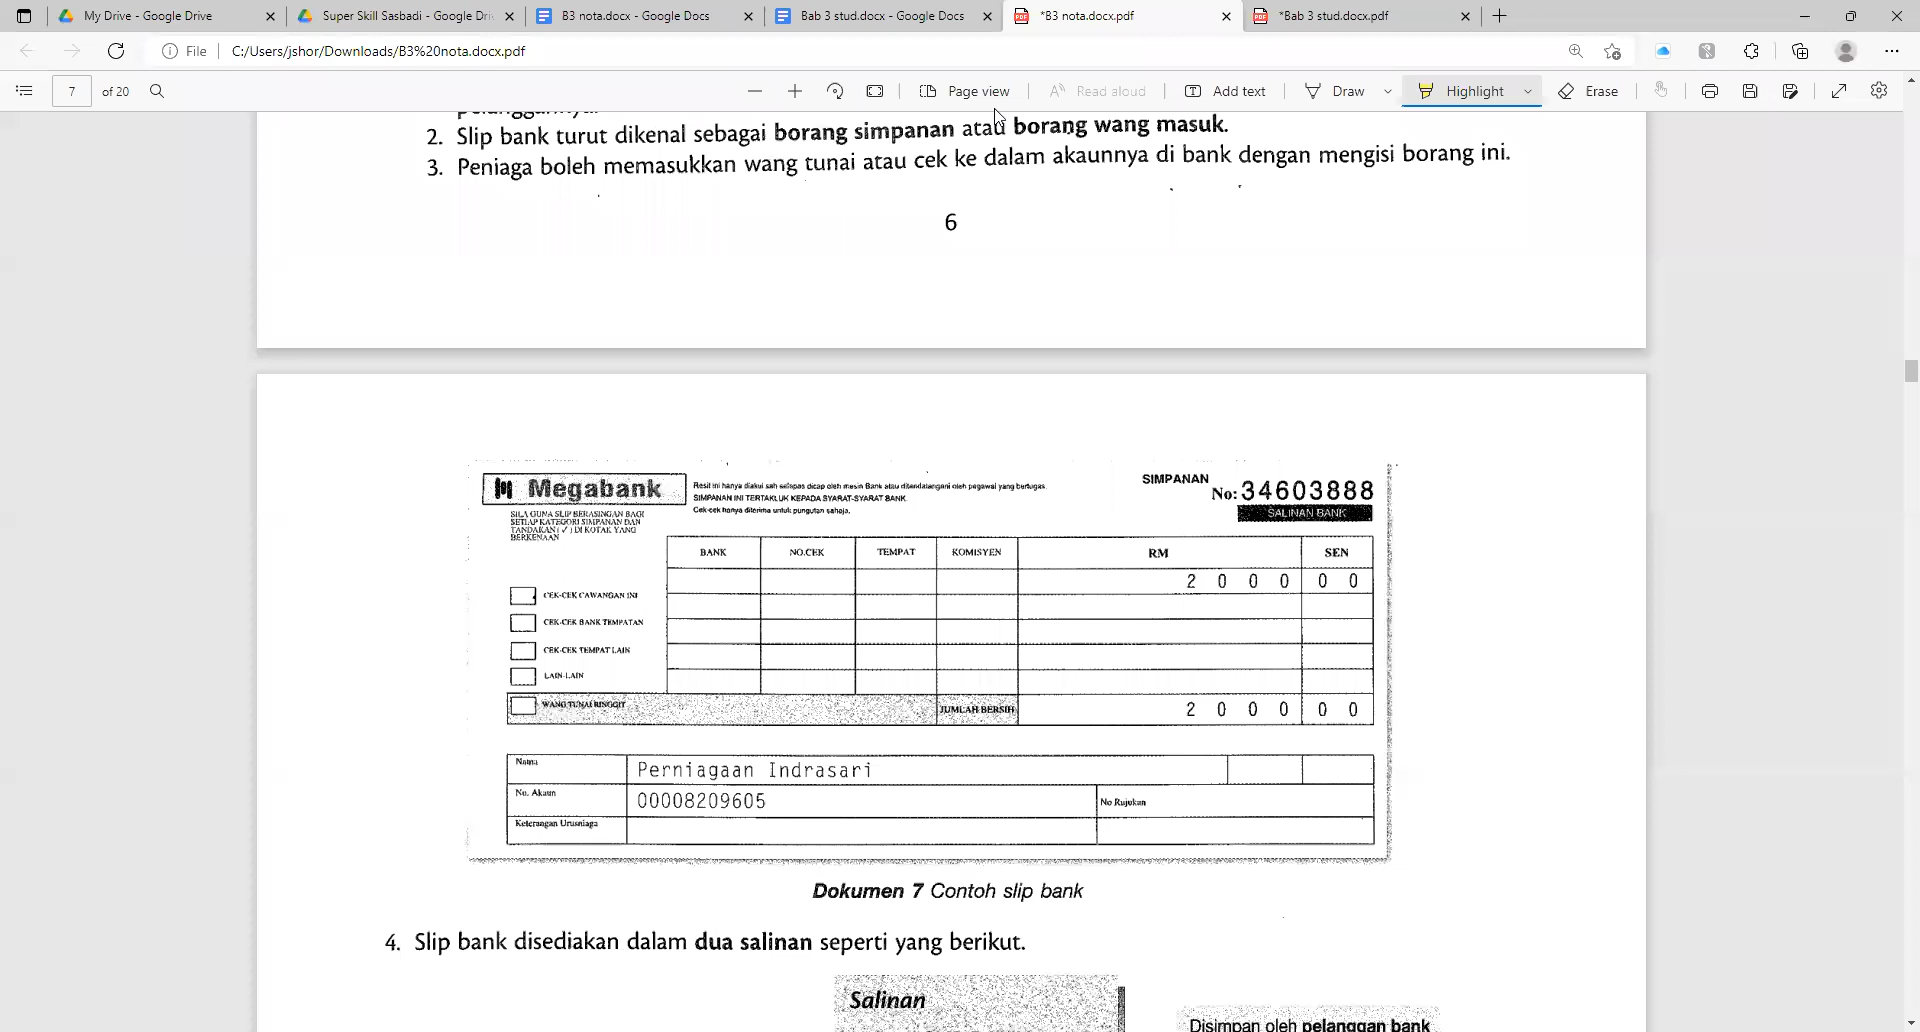 My Drive - Google Drive
Super Skill Sasbadi - Google Dri
B3 nota.docx - Google Docs
Bab 3 stud.docx - Google Docs
*B3 nota.docx.pdf
*Bab 3 stud.docx.pdf
File
C:/Users/jshor/Downloads/B3%20nota.docx.pdf
7
of 20
Page view
Read aloud
Add text
Draw
Highlight
Erase
2. Slip bank turut dikenal sebagai borang simpanan atau borang wang masuk.
3. Peniaga boleh memasukkan wang tunai atau cek ke dalam akaunnya di bank dengan mengisi borang ini.
6
Megabank
Resit ini hanya diakui sah selepas dicap oleh mesin Bank atau ditandatangani oleh pegawai yang bertugas.
SIMPANAN INI TERTAKLUK KEPADA SYARAT-SYARAT BANK.
Cek-cek hanya diterima untuk pungutan sahaja.
SIMPANAN
No: 34603888
SALINAN BANK
SILA GUNA SLIP BERASINGAN BAGI
SETIAP KATEGORI SIMPANAN DAN
TANDAKAN ( ✓ ) DI KOTAK YANG
BERKENAAN
BANK NO.CEK TEMPAT KOMISYEN RM SEN
2 0 0 0 0 0
CEK-CEK CAWANGAN INI
CEK-CEK BANK TEMPATAN
CEK-CEK TEMPAT LAIN
LAIN-LAIN
WANG TUNAI RINGGIT JUMLAH BERSIH 2 0 0 0 0 0
Nama Perniagaan Indrasari
No. Akaun 00008209605 No Rujukan
Keterangan Urusniaga
Dokumen 7 Contoh slip bank
4. Slip bank disediakan dalam dua salinan seperti yang berikut.
Salinan
Disimpan oleh pelanggan bank